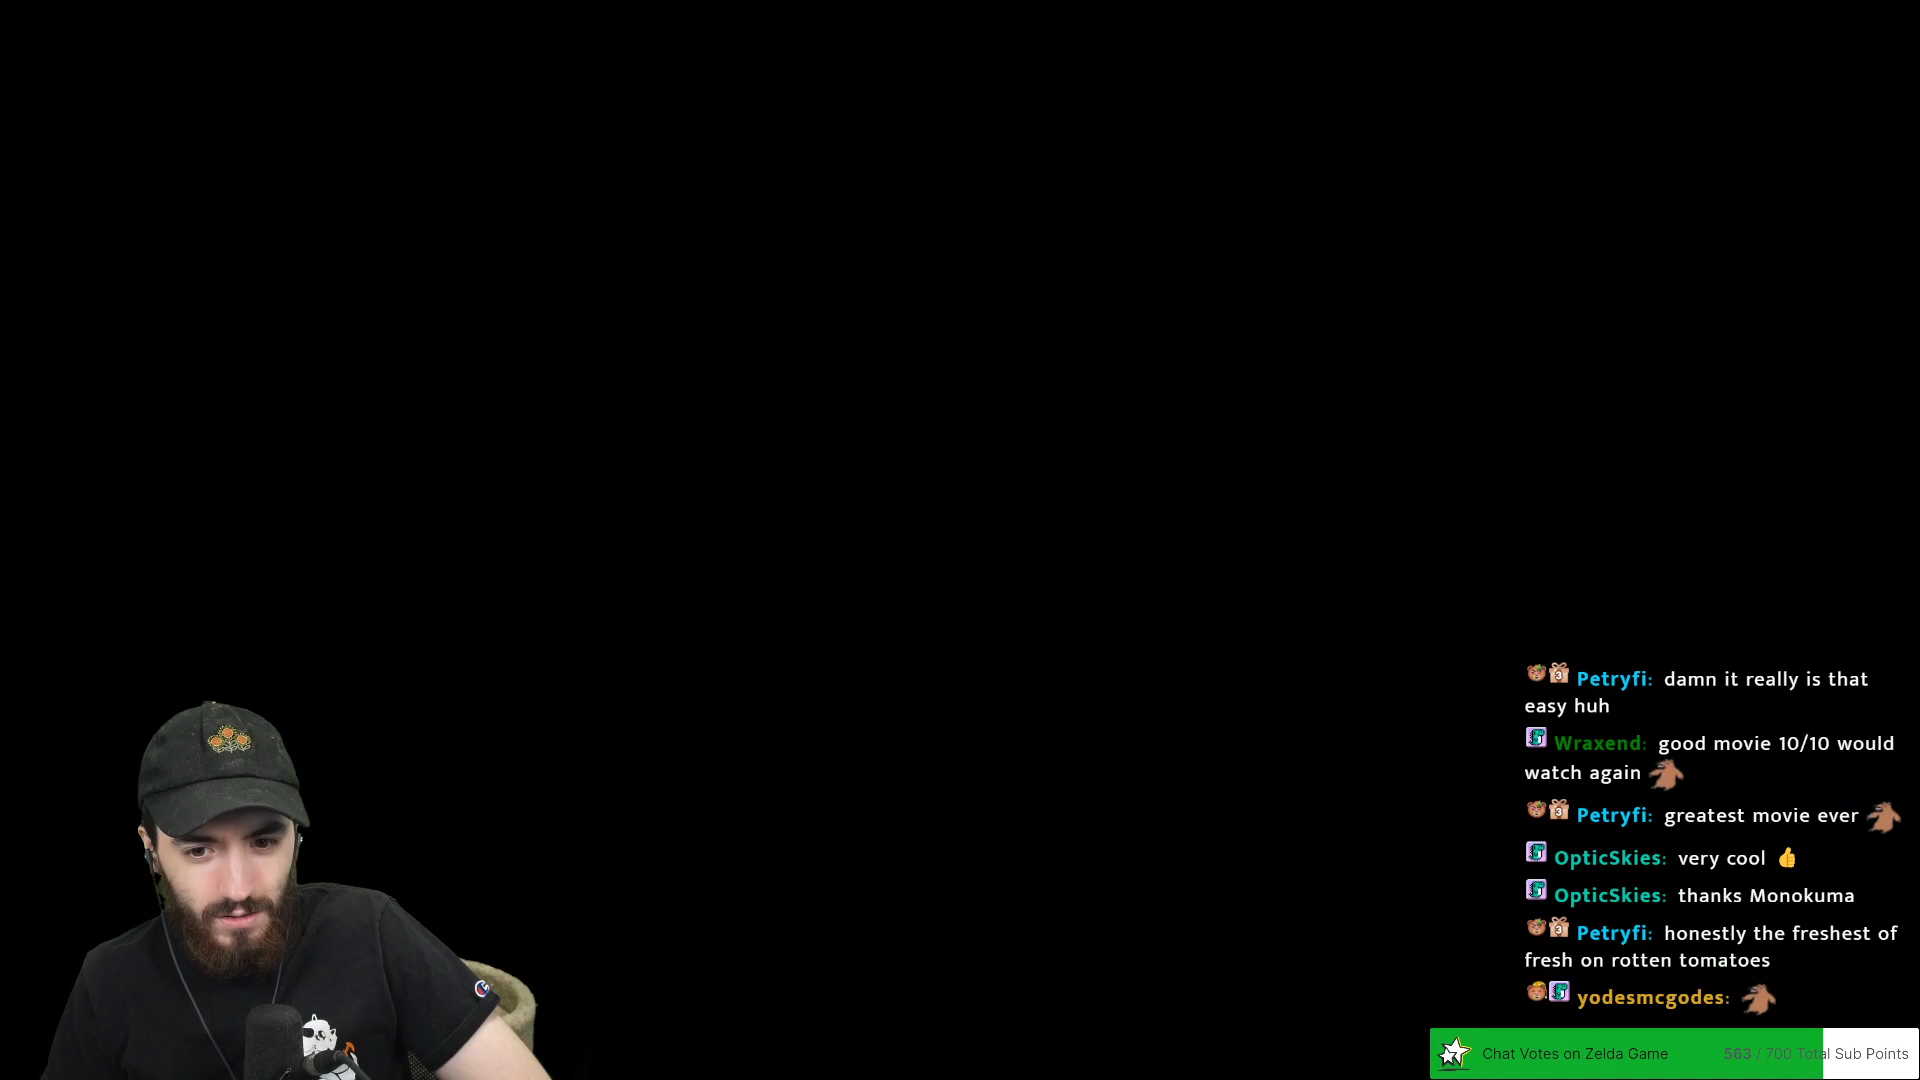 Petryfi: damn it really is that
easy huh
Wraxend: good movie 10/10 would
watch again
Petryfi: greatest movie ever
OpticSkies: very cool 👍
OpticSkies: thanks Monokuma
Petryfi: honestly the freshest of
fresh on rotten tomatoes
yodesmcgodes:
Chat Votes on Zelda Game 563 / 700 Total Sub Points